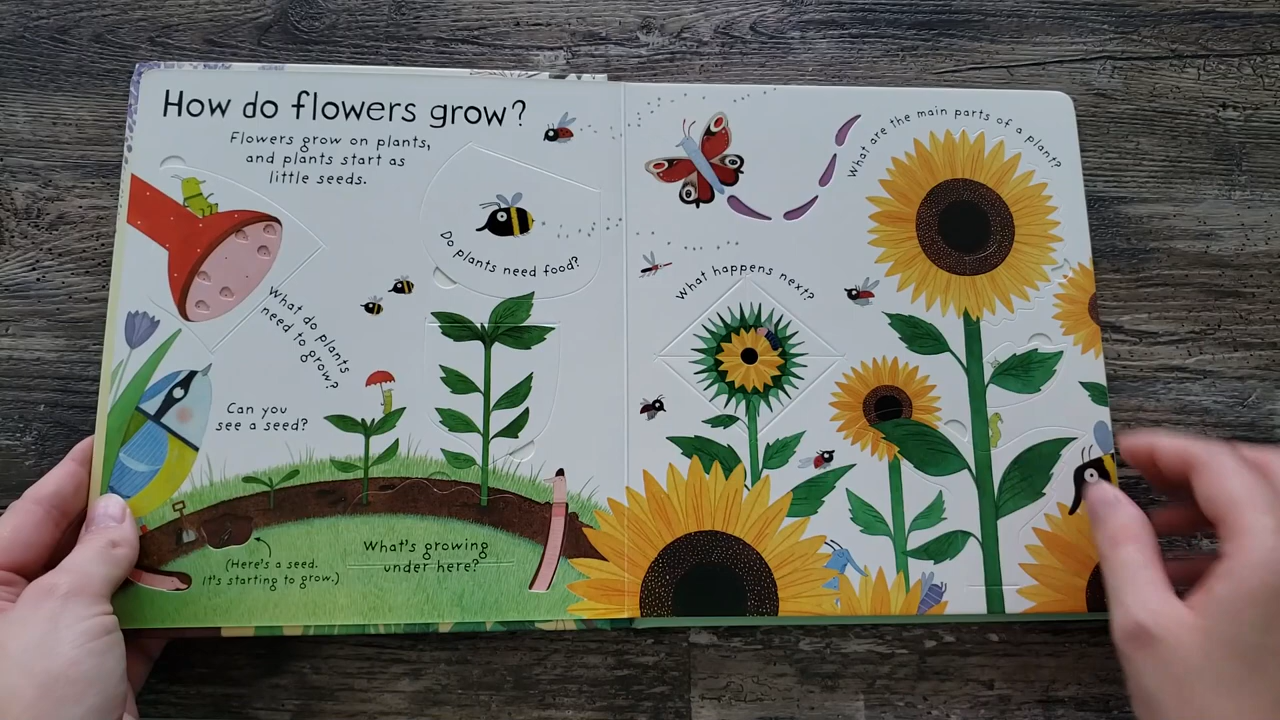 How do flowers grow?
Flowers grow on plants,
and plants start as
little seeds.
Do plants need food?
What do plants
need to grow?
Can you
see a seed?
(Here's a seed.
It's starting to grow.)
What's growing
under here?
What are the main parts of a plant?
What happens next?